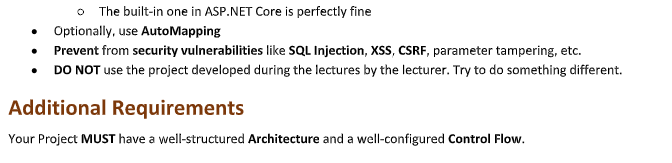 o The built-in one in ASP.NET Core is perfectly fine
• Optionally, use AutoMapping
• Prevent from security vulnerabilities like SQL Injection, XSS, CSRF, parameter tampering, etc.
• DO NOT use the project developed during the lectures by the lecturer. Try to do something different.
Additional Requirements
Your Project MUST have a well-structured Architecture and a well-configured Control Flow.